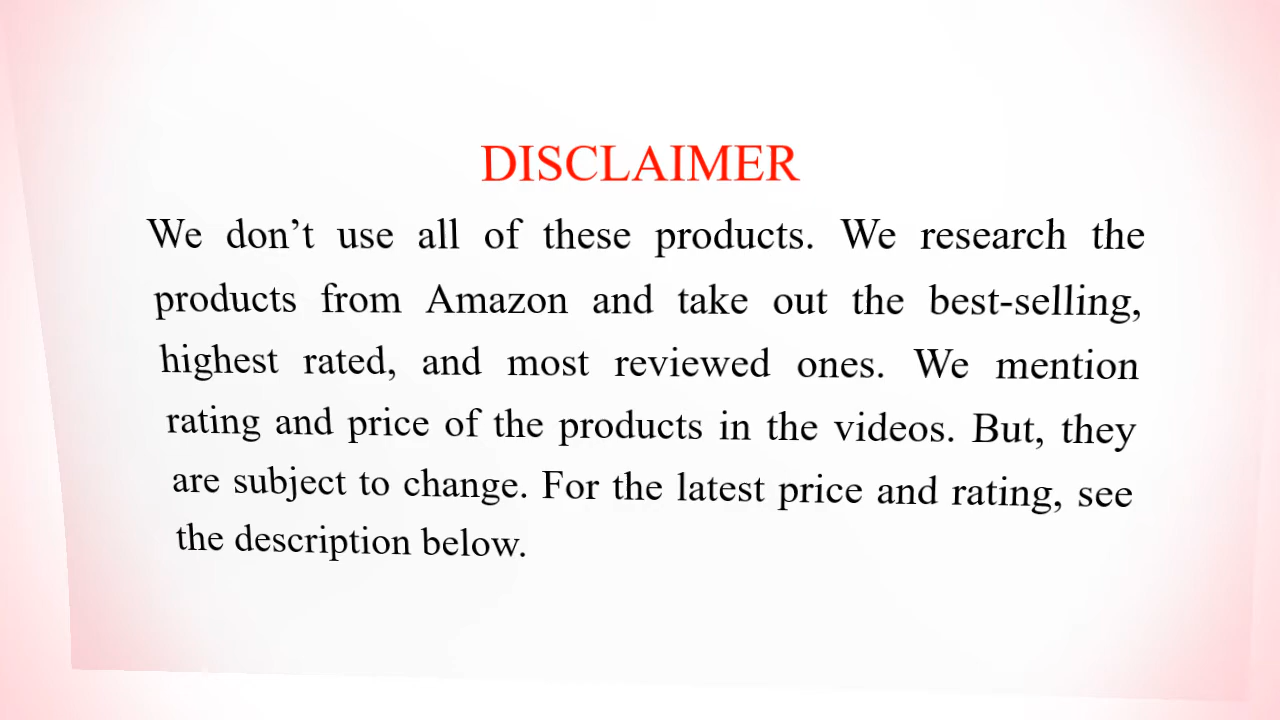 DISCLAIMER
We don’t use all of these products. We research the
products from Amazon and take out the best-selling,
highest rated, and most reviewed ones. We mention
rating and price of the products in the videos. But, they
are subject to change. For the latest price and rating, see
the description below.